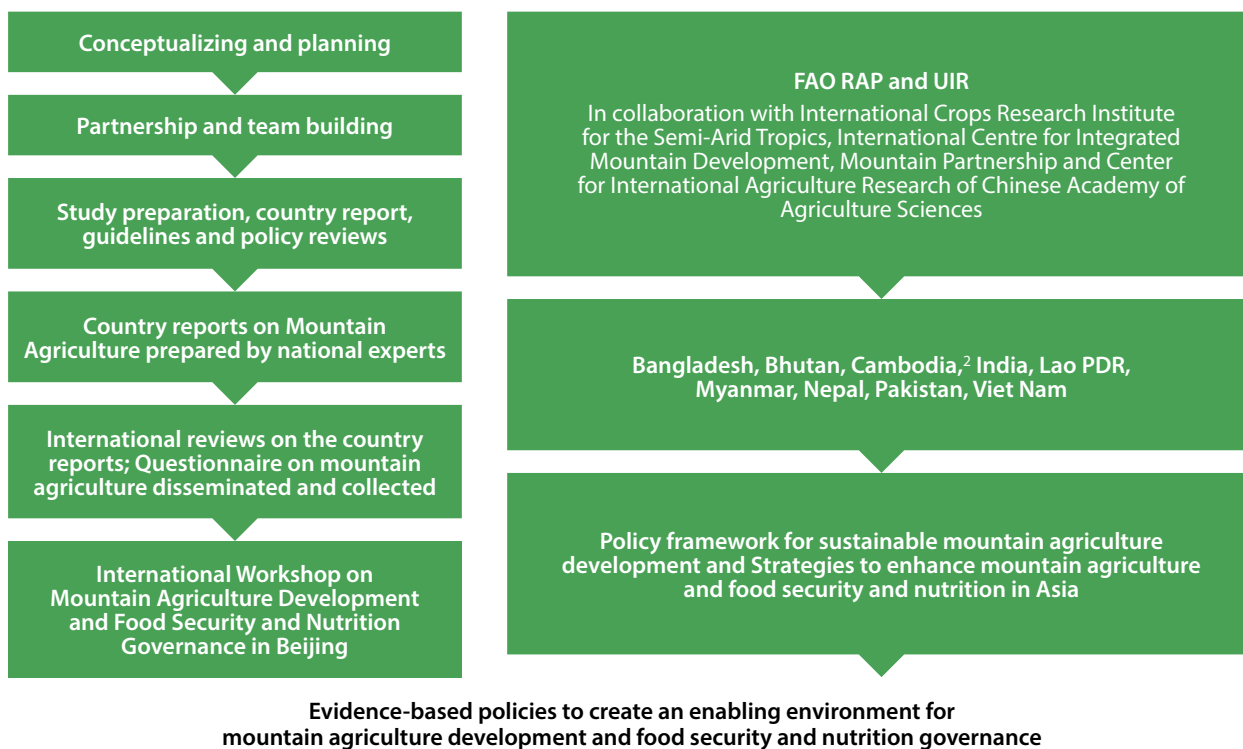 Conceptualizing and planning
Partnership and team building
Study preparation, country report,
guidelines and policy reviews
Country reports on Mountain
Agriculture prepared by national experts
International reviews on the country
reports; Questionnaire on mountain
agriculture disseminated and collected
International Workshop on
Mountain Agriculture Development
and Food Security and Nutrition
Governance in Beijing
FAO RAP and UIR
In collaboration with International Crops Research Institute
for the Semi-Arid Tropics, International Centre for Integrated
Mountain Development, Mountain Partnership and Center
for International Agriculture Research of Chinese Academy of
Agriculture Sciences
Bangladesh, Bhutan, Cambodia,² India, Lao PDR,
Myanmar, Nepal, Pakistan, Viet Nam
Policy framework for sustainable mountain agriculture
development and Strategies to enhance mountain agriculture
and food security and nutrition in Asia
Evidence-based policies to create an enabling environment for
mountain agriculture development and food security and nutrition governance